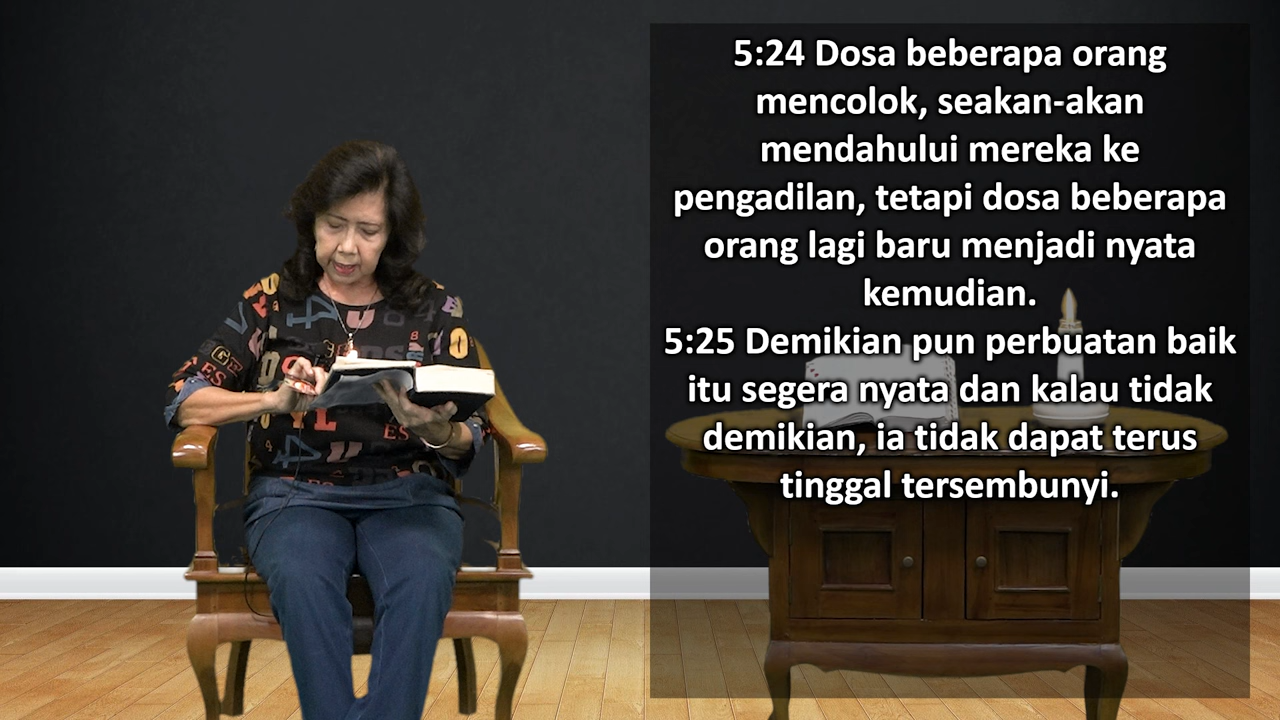 5:24 Dosa beberapa orang
mencolok, seakan-akan
mendahului mereka ke
pengadilan, tetapi dosa beberapa
orang lagi baru menjadi nyata
kemudian.
5:25 Demikian pun perbuatan baik
itu segera nyata dan kalau tidak
demikian, ia tidak dapat terus
tinggal tersembunyi.